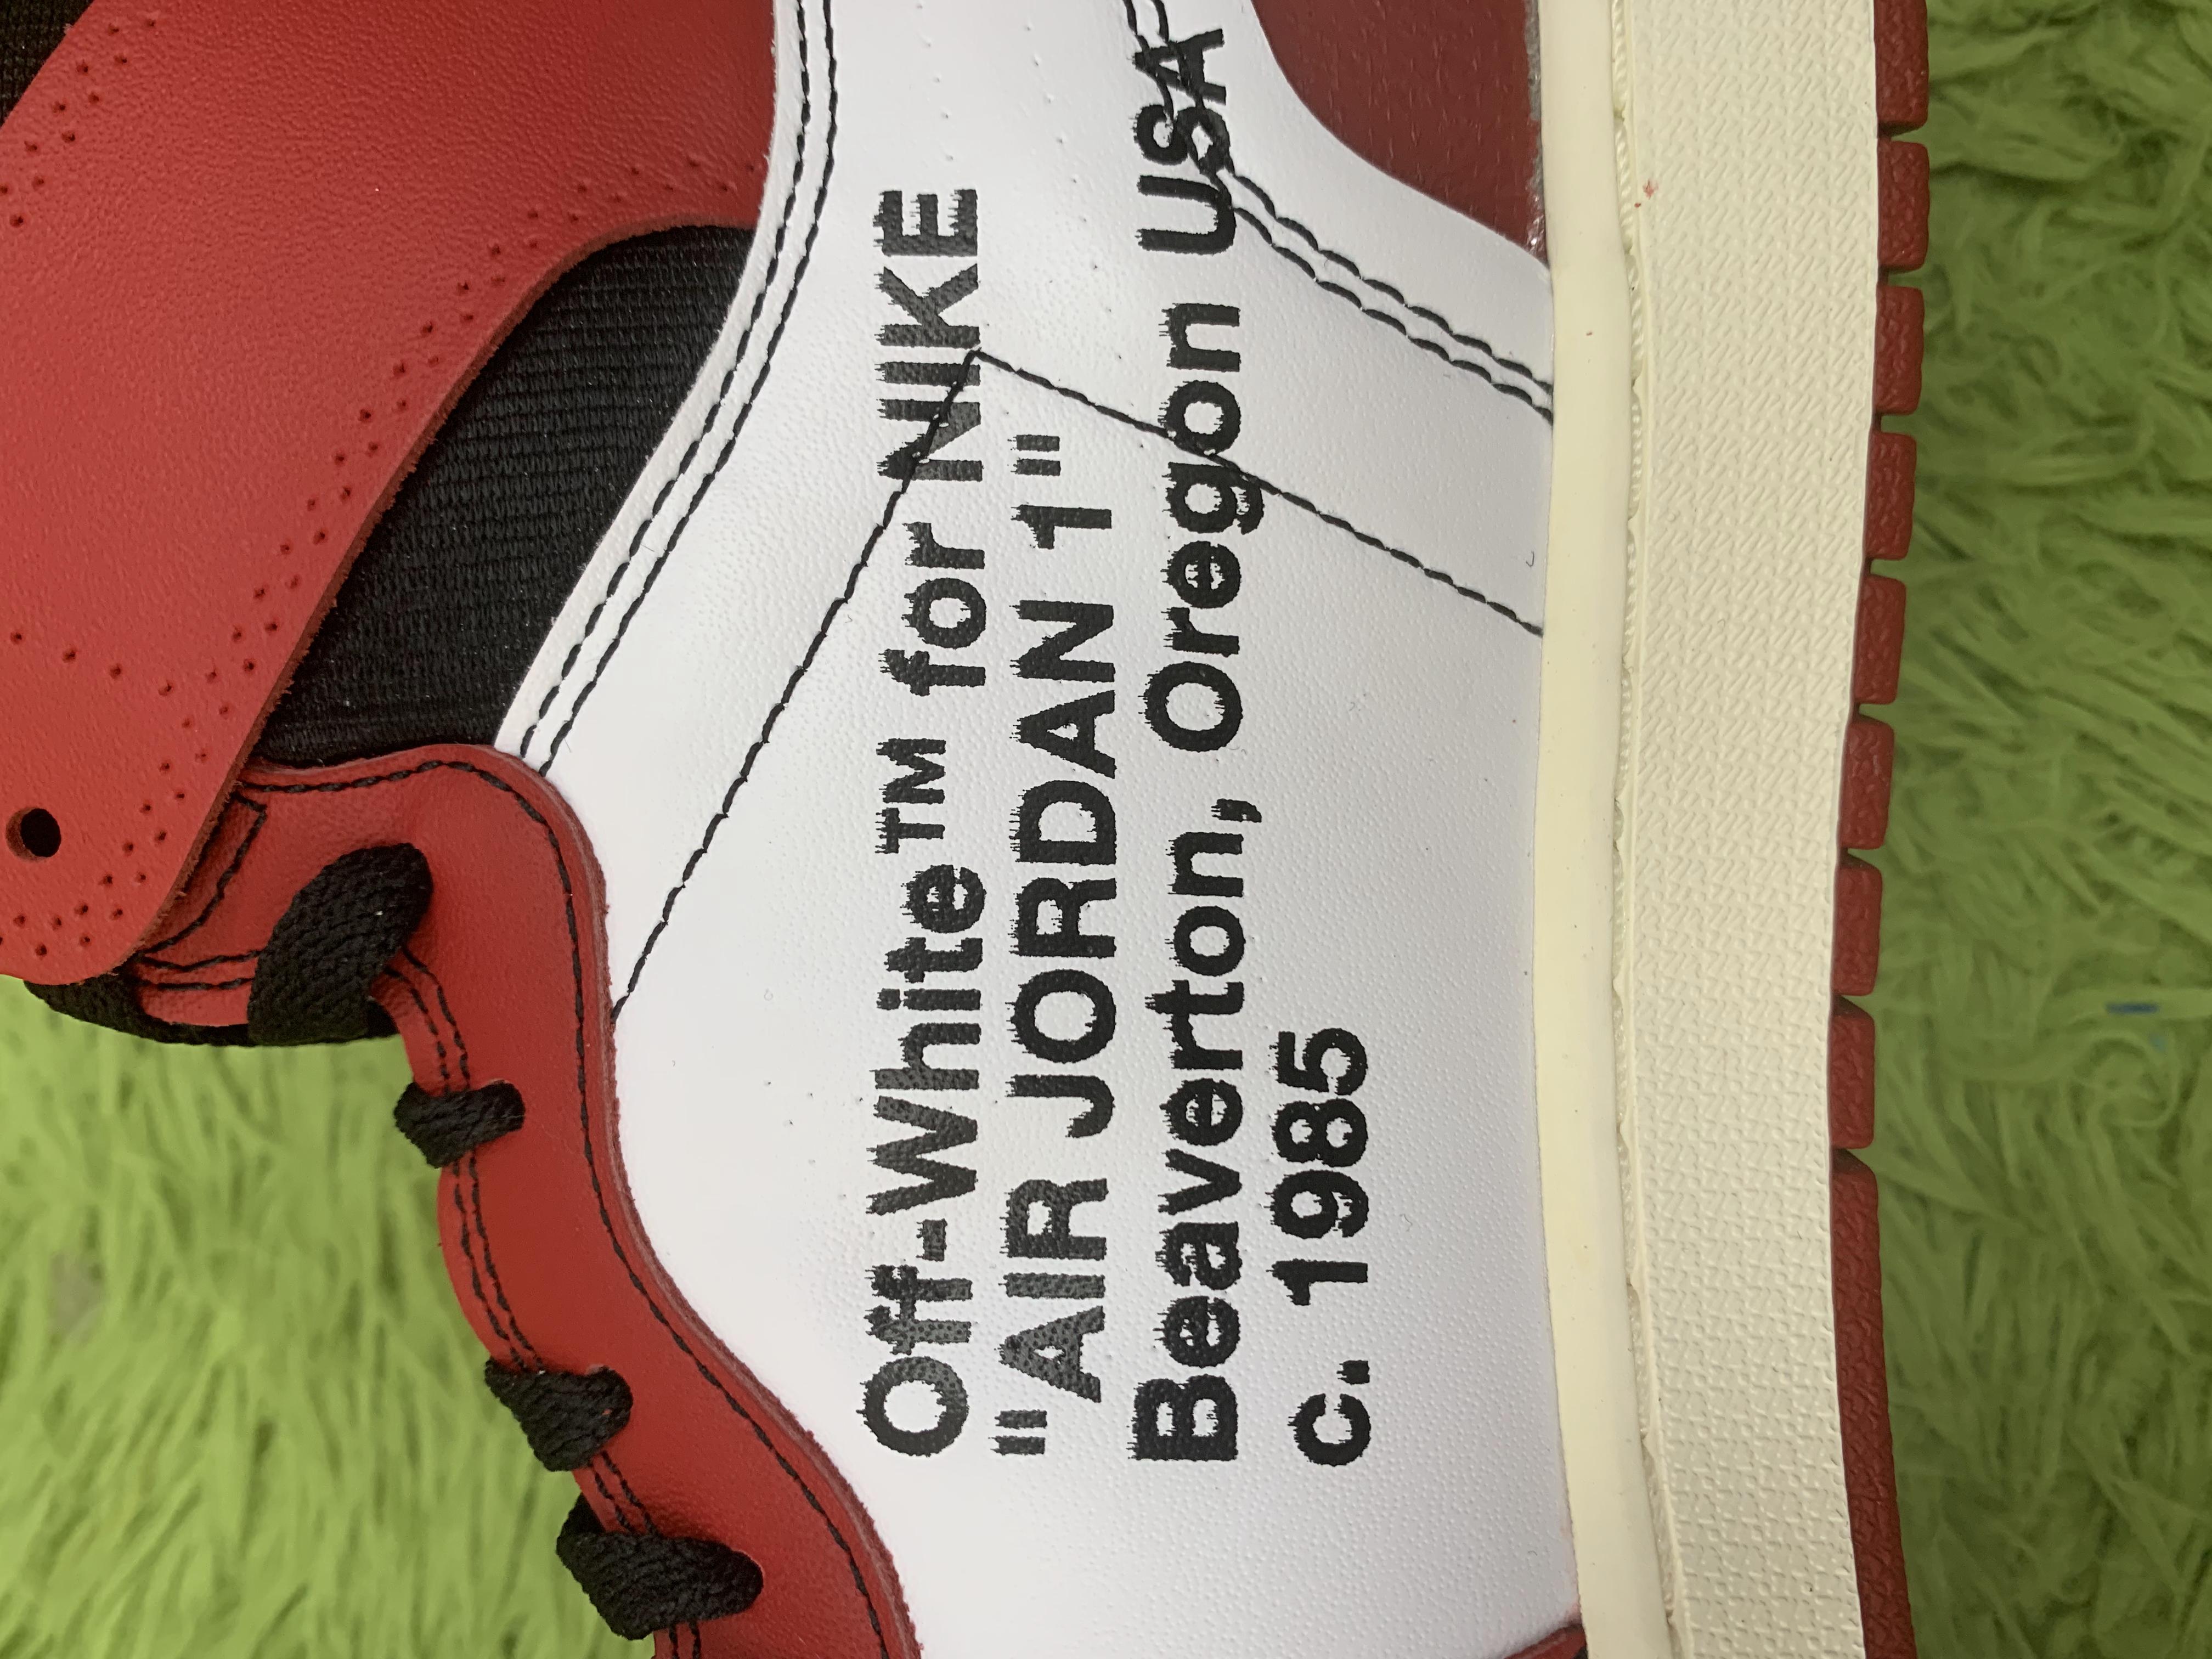 Off-White™ for NIKE
"AIR JORDAN 1"
Beaverton, Oregon USA
c. 1985